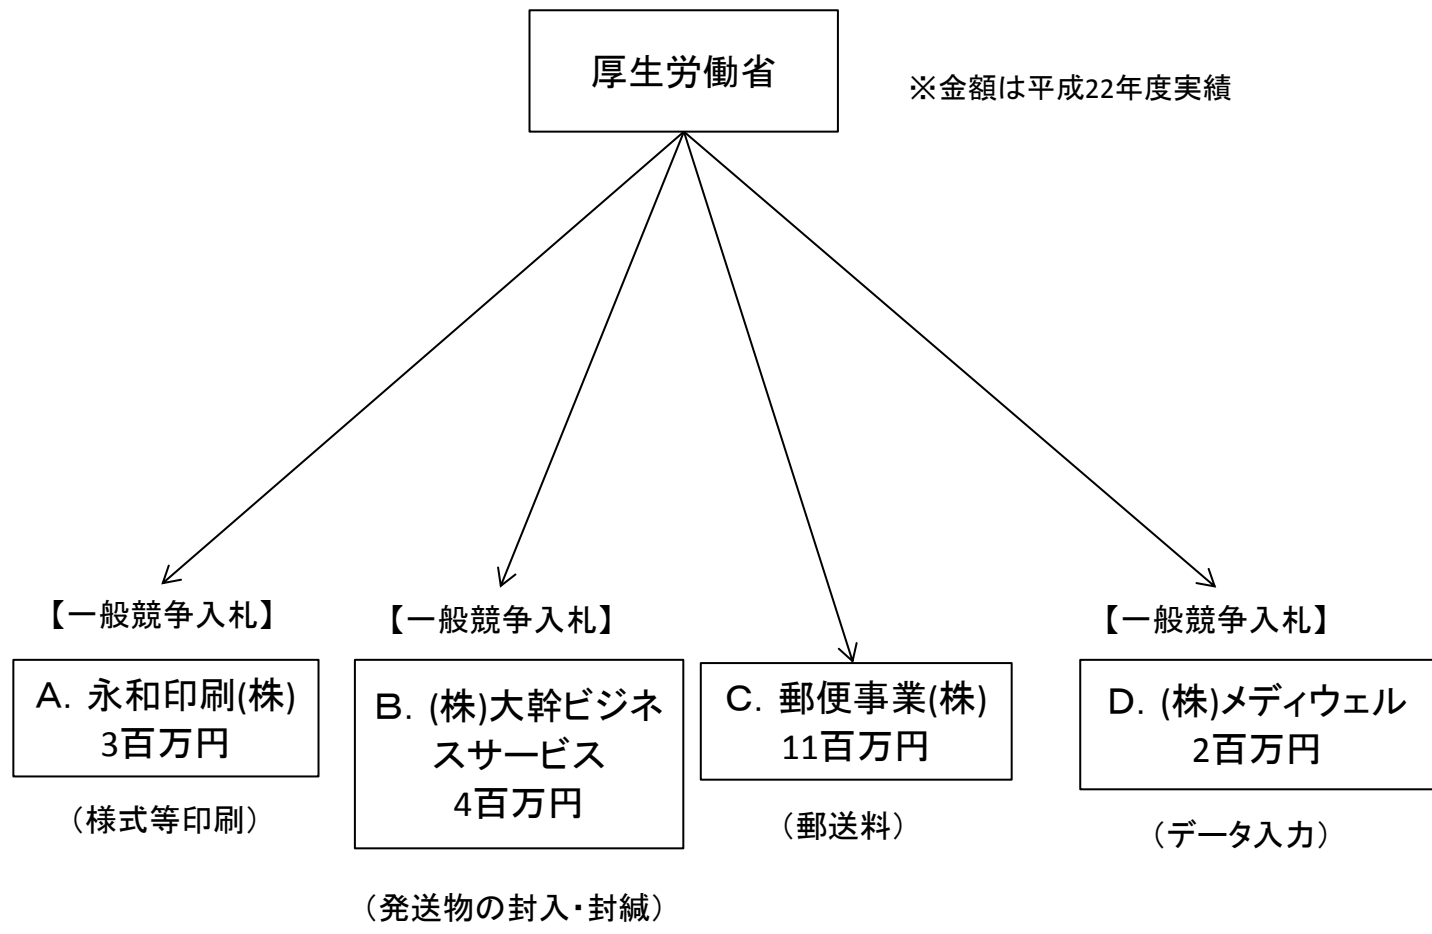 厚生労働省
※金額は平成22年度実績
【一般競争入札】
A．永和印刷(株)
3百万円
（様式等印刷）
【一般競争入札】
B．(株)大幹ビジネ
スサービス
4百万円
（発送物の封入・封緘）
C．郵便事業(株)
11百万円
（郵送料）
【一般競争入札】
D．(株)メディウェル
2百万円
（データ入力）